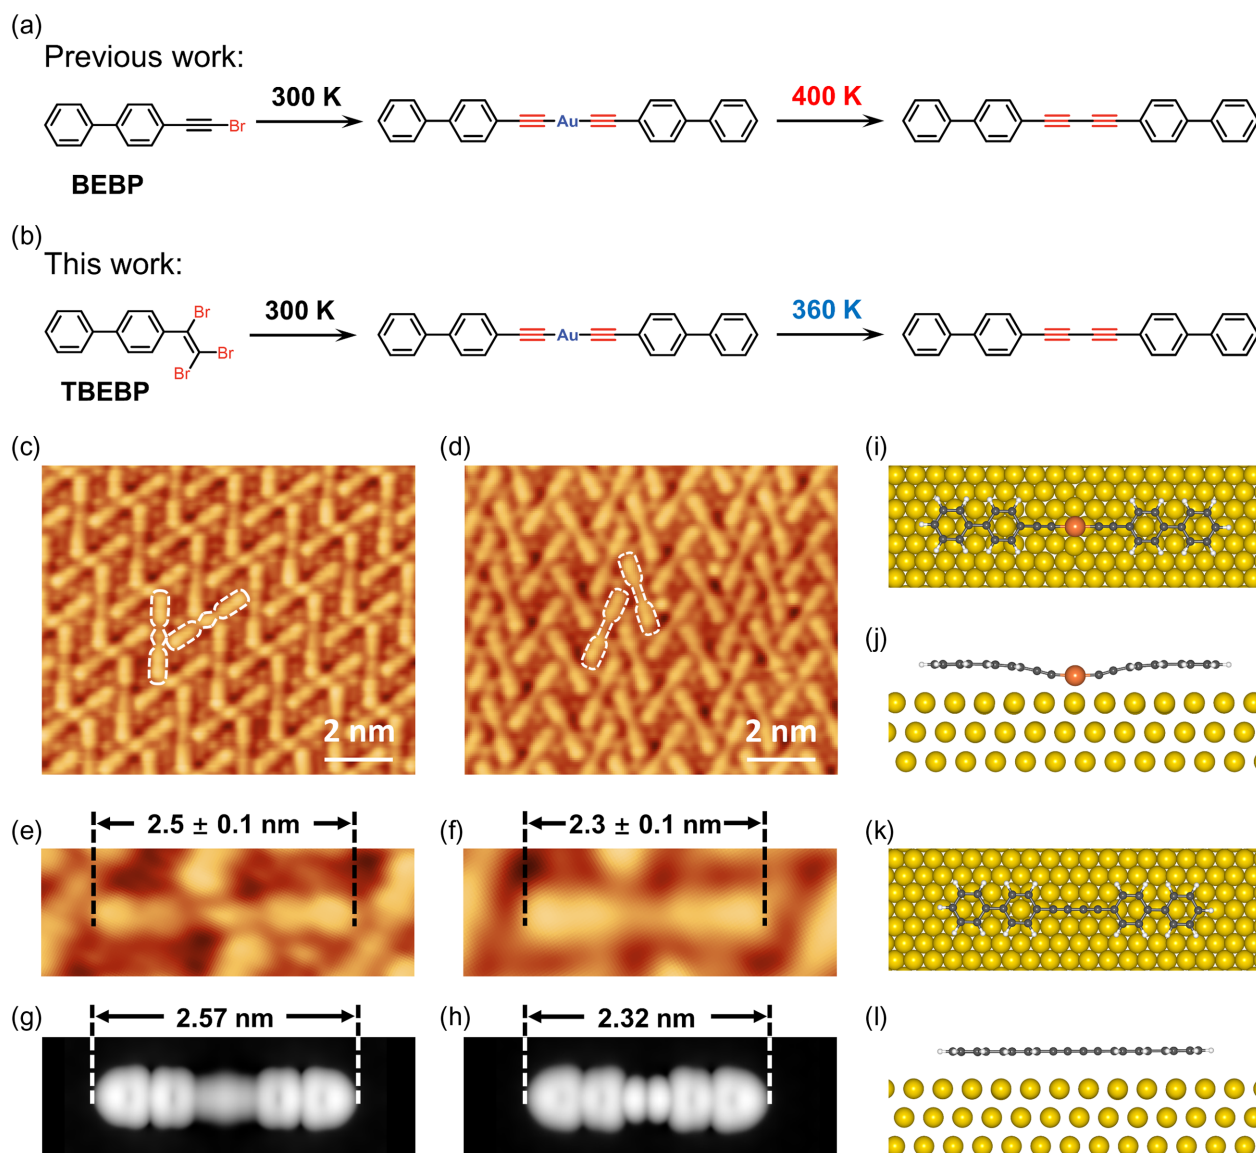 (a)
Previous work:
300 K
400 K
Br
Au
BEBP
(b)
This work:
Br
300 K
360 K
Br
Br
Au
TBEBP
(c)
(d)
(i)
2 nm
2 nm
(j)
(e)
2.5 ± 0.1 nm
(f)
2.3 ± 0.1 nm
(k)
(g)
2.57 nm
(h)
2.32 nm
(l)